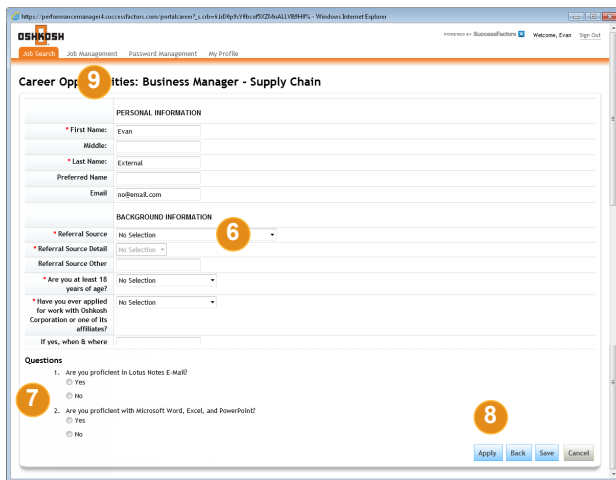 https://performancemanager4.successfactors.com/portalcareer?_s.crb=
- Windows Internet Explorer
OSHKOSH
POWERED BY SuccessFactors
Welcome, Evan
Sign Out
Job Search
Job Management
Password Management
My Profile
Career Opp
ities: Business Manager - Supply Chain
9
PERSONAL INFORMATION
* First Name:
Evan
Middle:
* Last Name:
External
Preferred Name
Email
no@email.com
BACKGROUND INFORMATION
* Referral Source
No Selection
6
* Referral Source Detail
No Selection
Referral Source Other
* Are you at least 18
years of age?
No Selection
* Have you ever applied
for work with Oshkosh
Corporation or one of its
affiliates?
No Selection
If yes, when & where
Questions
1. Are you proficient in Lotus Notes E-Mail?
Yes
No
7
2. Are you proficient with Microsoft Word, Excel, and PowerPoint?
Yes
No
8
Apply
Back
Save
Cancel